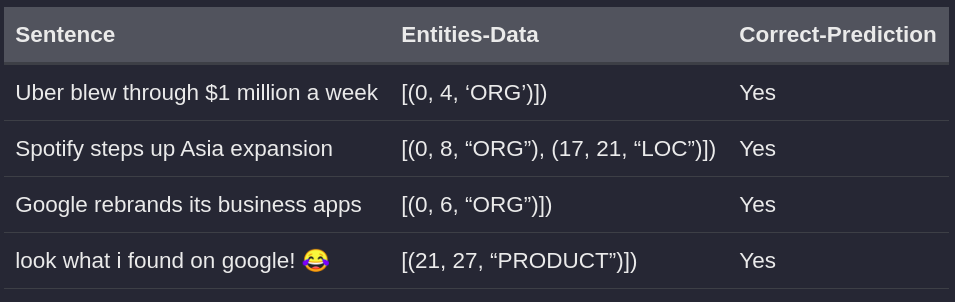 Sentence Entities-Data Correct-Prediction
Uber blew through $1 million a week [(0, 4, ‘ORG’)]) Yes
Spotify steps up Asia expansion [(0, 8, “ORG”), (17, 21, “LOC”)]) Yes
Google rebrands its business apps [(0, 6, “ORG”)]) Yes
look what i found on google! 😂 [(21, 27, “PRODUCT”)]) Yes